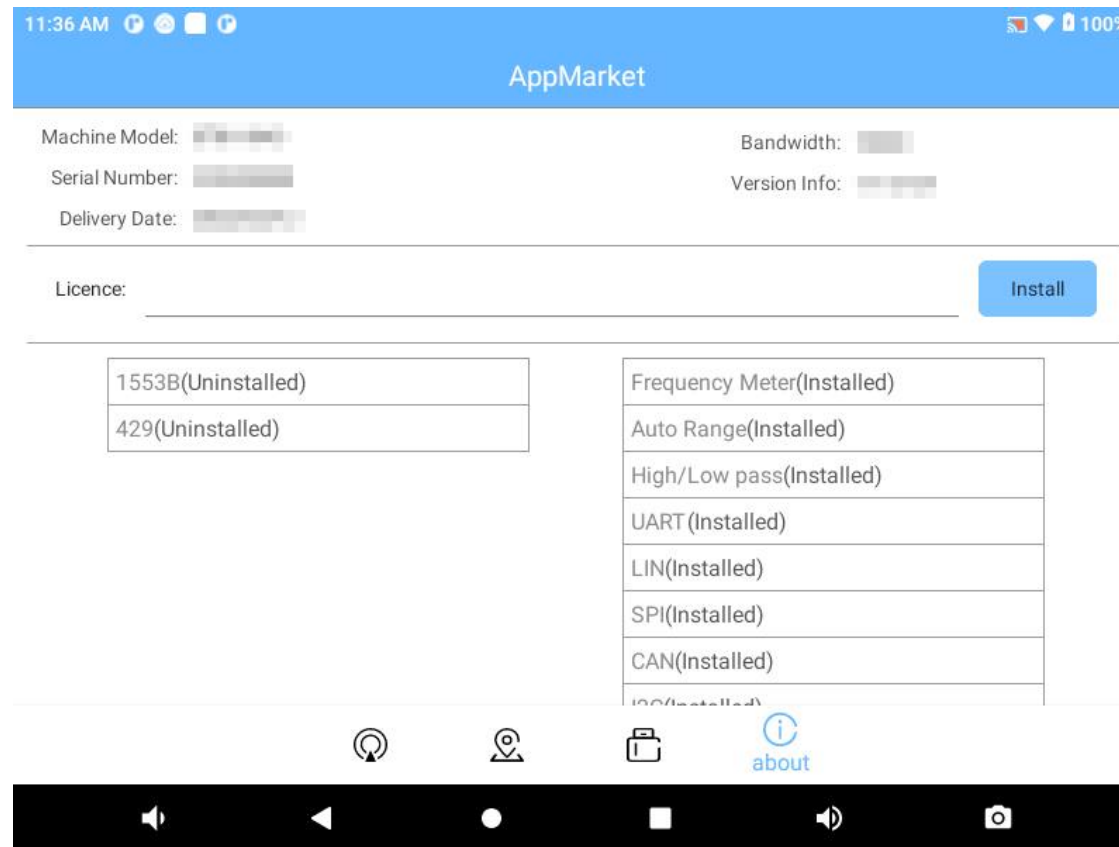 11:36 AM 100%
AppMarket
Machine Model:
Serial Number:
Delivery Date:
Bandwidth:
Version Info:
Licence:
Install
1553B(Uninstalled)
429(Uninstalled)
Frequency Meter(Installed)
Auto Range(Installed)
High/Low pass(Installed)
UART(Installed)
LIN(Installed)
SPI(Installed)
CAN(Installed)
about